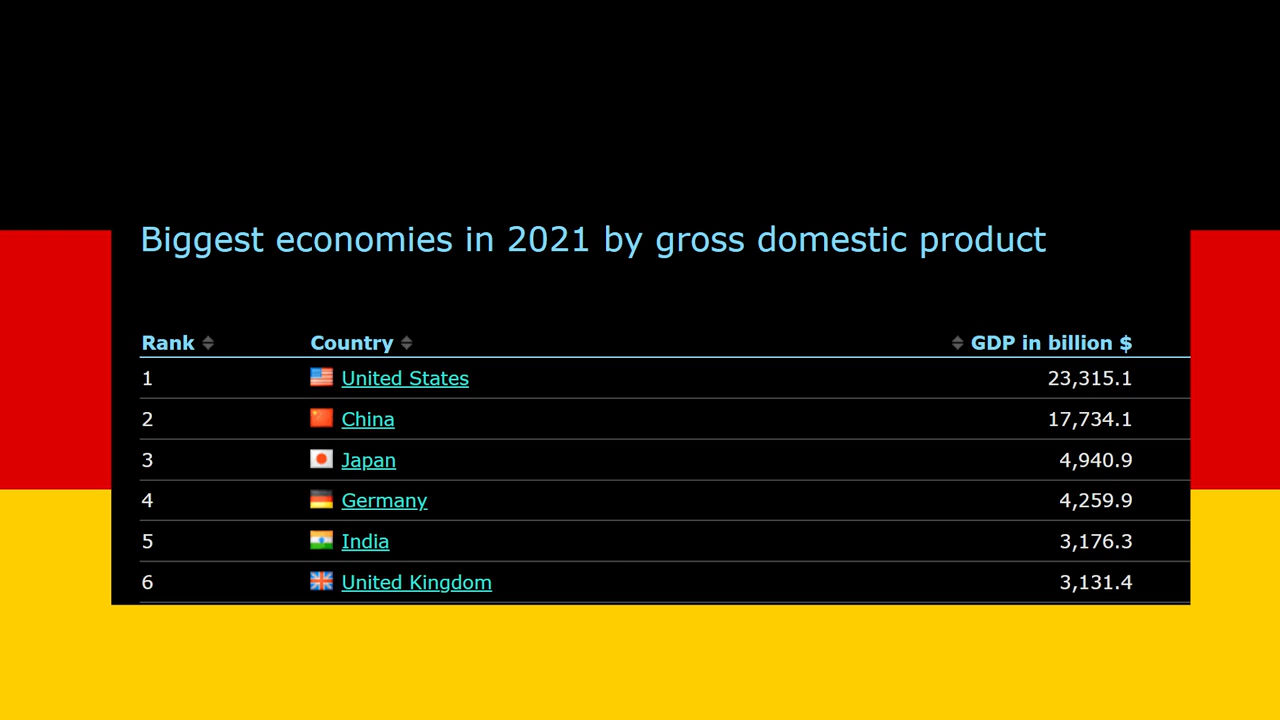 Biggest economies in 2021 by gross domestic product
Rank Country GDP in billion $
1 United States 23,315.1
2 China 17,734.1
3 Japan 4,940.9
4 Germany 4,259.9
5 India 3,176.3
6 United Kingdom 3,131.4